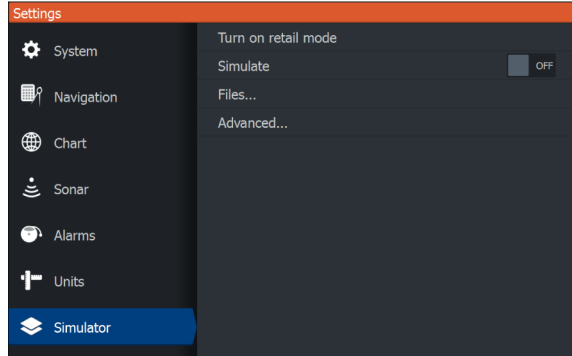 Settings
System
Navigation
Chart
Sonar
Alarms
Units
Simulator
Turn on retail mode
Simulate OFF
Files...
Advanced...